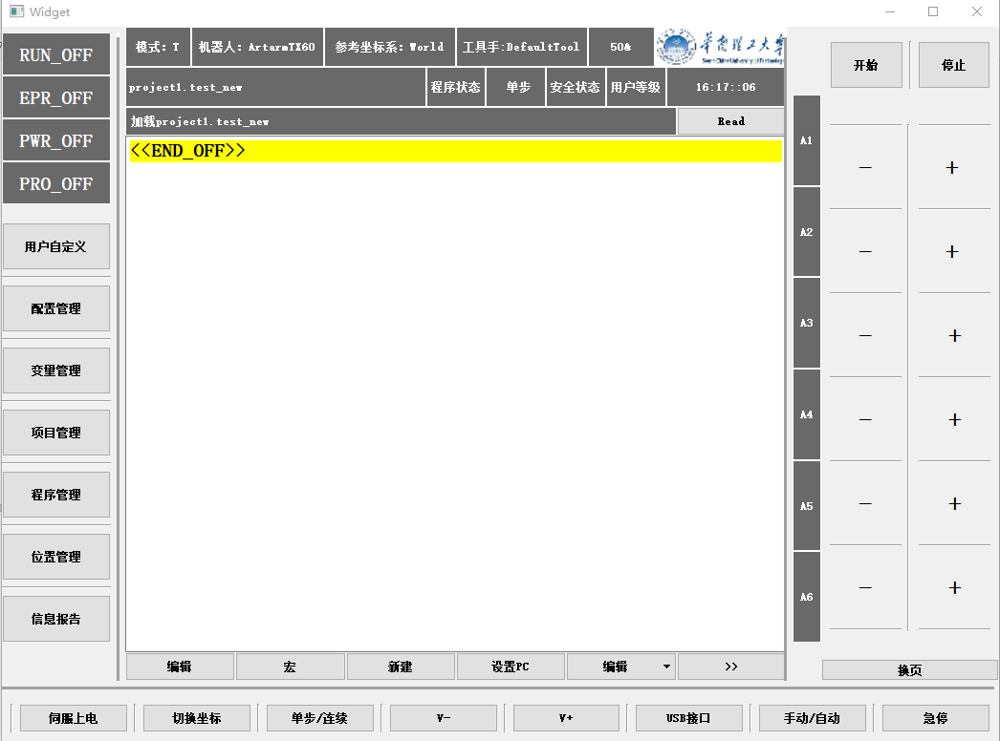 Widget
RUN_OFF
EPR_OFF
PWR_OFF
PRO_OFF
用户自定义
配置管理
变量管理
项目管理
程序管理
位置管理
信息报告
模式: T 机器人: ArtarmTX60 参考坐标系: World 工具手:DefaultTool 50% 华南理工大学
South China University of Technology
project1.test_new 程序状态 单步 安全状态 用户等级 16:17::06
加载project1.test_new Read
<<END_OFF>>
编辑 宏 新建 设置PC 编辑 >>
开始 停止
A1 - +
A2 - +
A3 - +
A4 - +
A5 - +
A6 - +
换页
伺服上电 切换坐标 单步/连续 V- V+ USB接口 手动/自动 急停